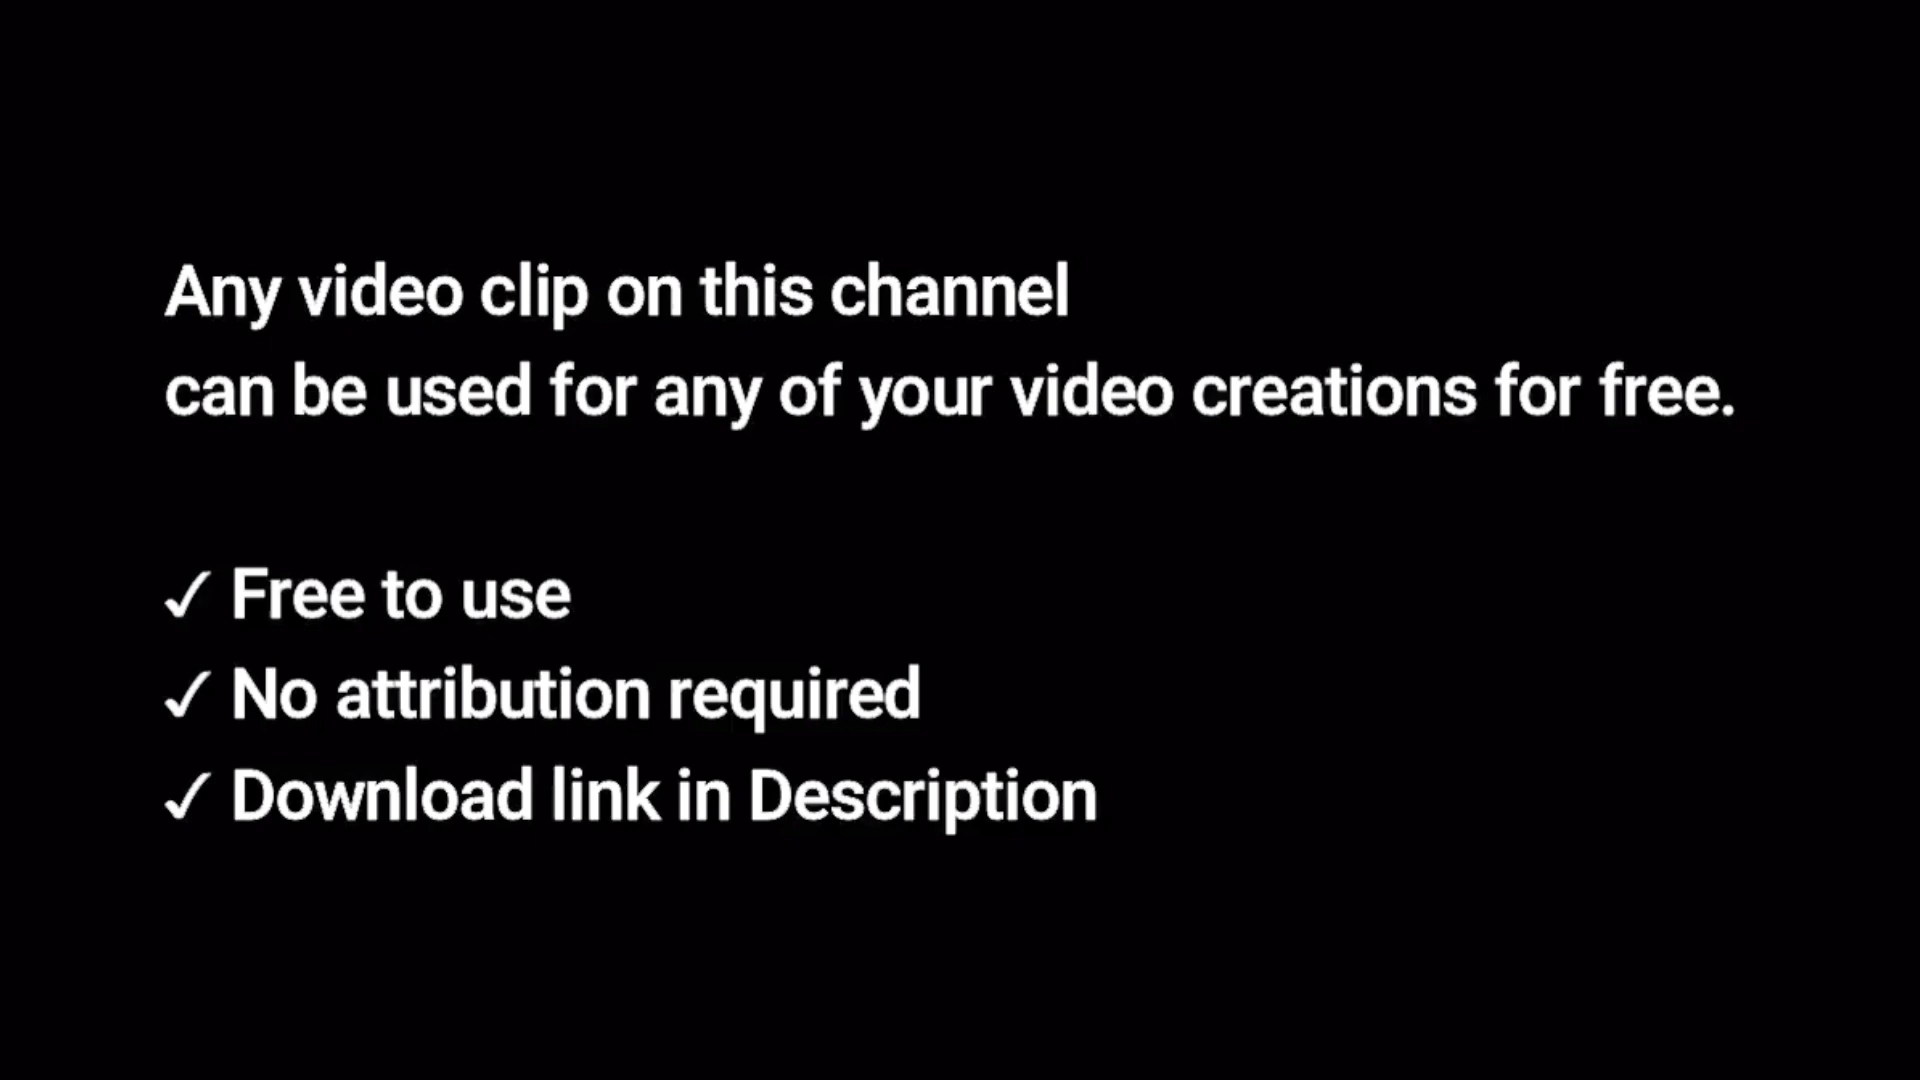 Any video clip on this channel
can be used for any of your video creations for free.
✓ Free to use
✓ No attribution required
✓ Download link in Description